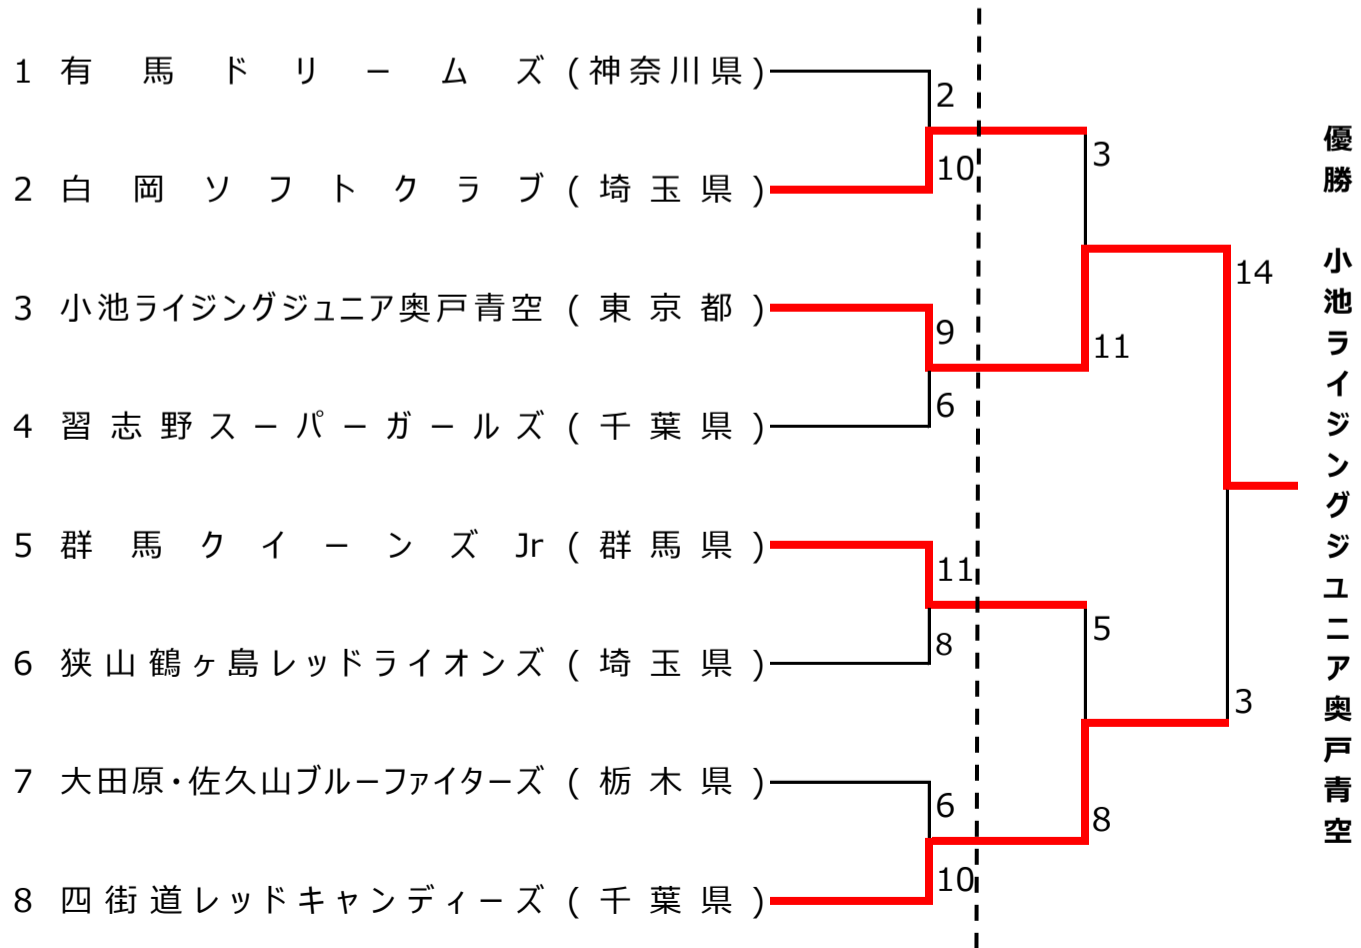 1 有馬ドリームズ (神奈川県)
2
10
2 白岡ソフトクラブ (埼玉県)
3
3 小池ライジングジュニア奥戸青空 (東京都)
9
6
11
4 習志野スーパーガールズ (千葉県)
14
5 群馬クイーンズJr (群馬県)
11
8
5
6 狭山鶴ヶ島レッドライオンズ (埼玉県)
3
7 大田原・佐久山ブルーファイターズ (栃木県)
6
10
8
8 四街道レッドキャンディーズ (千葉県)
優勝 小池ライジングジユニア奥戸青空